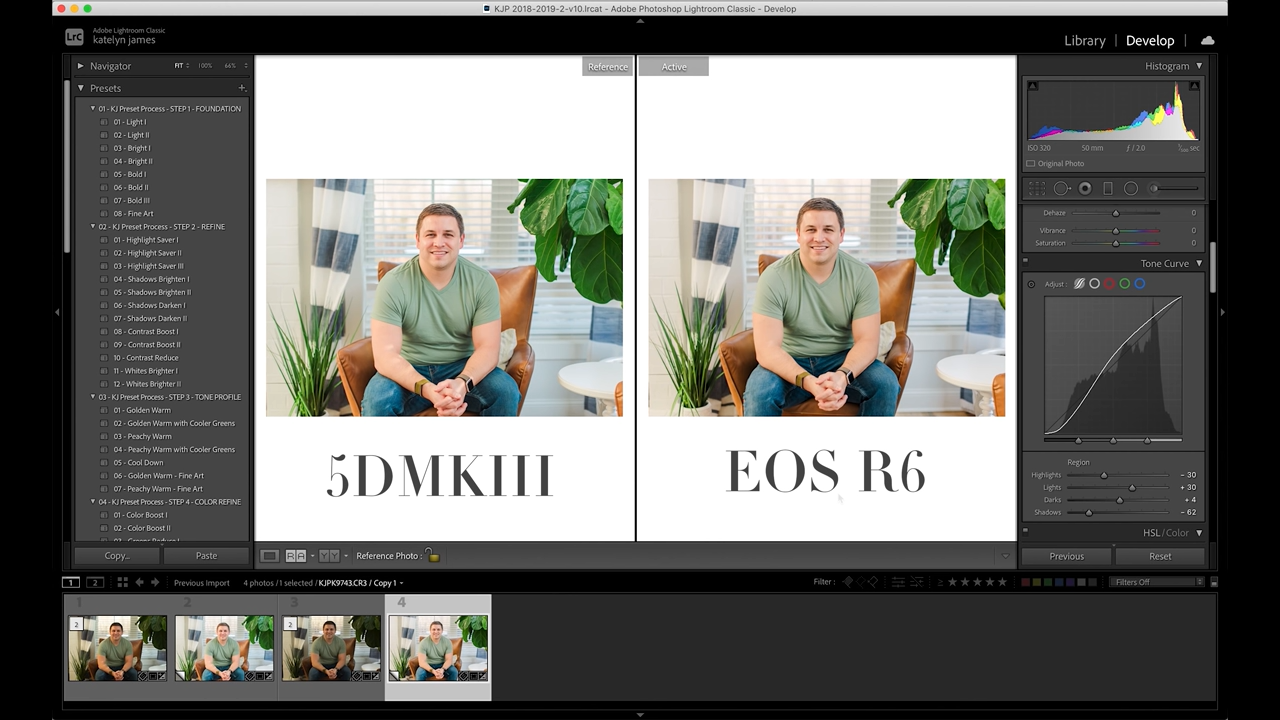 KJP 2018-2019-2-v10.lrcat - Adobe Photoshop Lightroom Classic - Develop
LrC
Adobe Lightroom Classic
katelyn james
Library | Develop |
Navigator FIT 100% 66%
Presets
01 - KJ Preset Process - STEP 1 - FOUNDATION
01 - Light I
02 - Light II
03 - Bright I
04 - Bright II
05 - Bold I
06 - Bold II
07 - Bold III
08 - Fine Art
02 - KJ Preset Process - STEP 2 - REFINE
01 - Highlight Saver I
02 - Highlight Saver II
03 - Highlight Saver III
04 - Shadows Brighten I
05 - Shadows Brighten II
06 - Shadows Darken I
07 - Shadows Darken II
08 - Contrast Boost I
09 - Contrast Boost II
10 - Contrast Reduce
11 - Whites Brighter I
12 - Whites Brighter II
03 - KJ Preset Process - STEP 3 - TONE PROFILE
01 - Golden Warm
02 - Golden Warm with Cooler Greens
03 - Peachy Warm
04 - Peachy Warm with Cooler Greens
05 - Cool Down
06 - Golden Warm - Fine Art
07 - Peachy Warm - Fine Art
04 - KJ Preset Process - STEP 4 - COLOR REFINE
01 - Color Boost I
02 - Color Boost II
Copy... Paste
Reference Active
5DMKIII
EOS R6
Reference Photo :
Histogram
ISO 320 50 mm ƒ / 2.0 sec
Original Photo
Dehaze 0
Vibrance 0
Saturation 0
Tone Curve
Adjust :
Region
Highlights - 30
Lights + 30
Darks + 4
Shadows - 62
HSL / Color
Previous Reset
1 2 Previous Import 4 photos / 1 selected / KJPK9743.CR3 / Copy 1 Filter : Filters Off
1 2 3 4
2 2